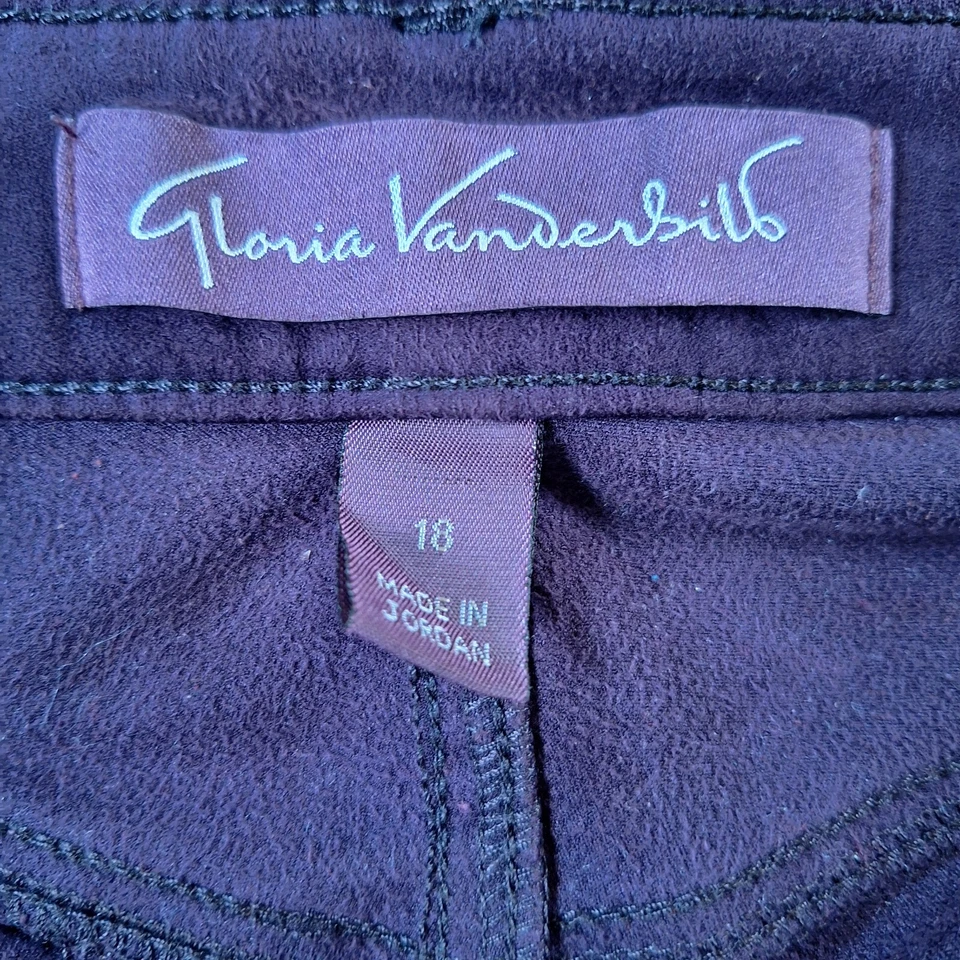 Gloria Vanderbilt
18
MADE IN
JORDAN